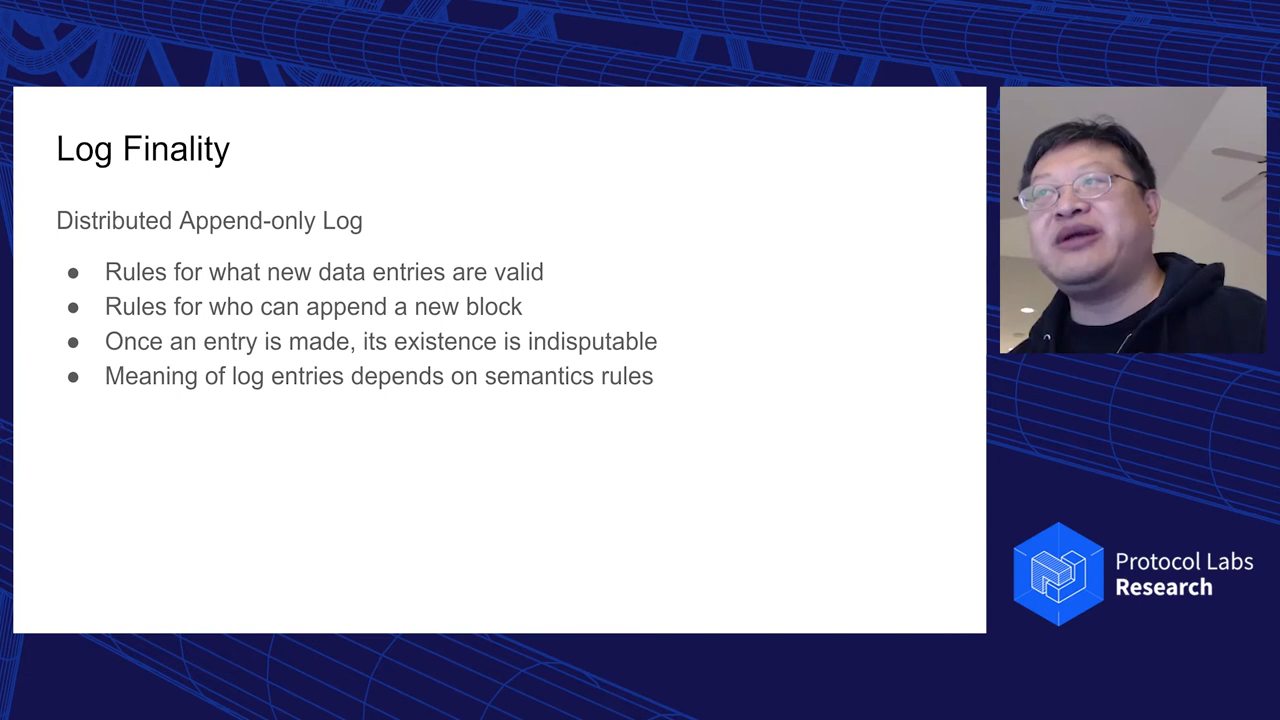 Log Finality
Distributed Append-only Log
● Rules for what new data entries are valid
● Rules for who can append a new block
● Once an entry is made, its existence is indisputable
● Meaning of log entries depends on semantics rules
Protocol Labs
Research